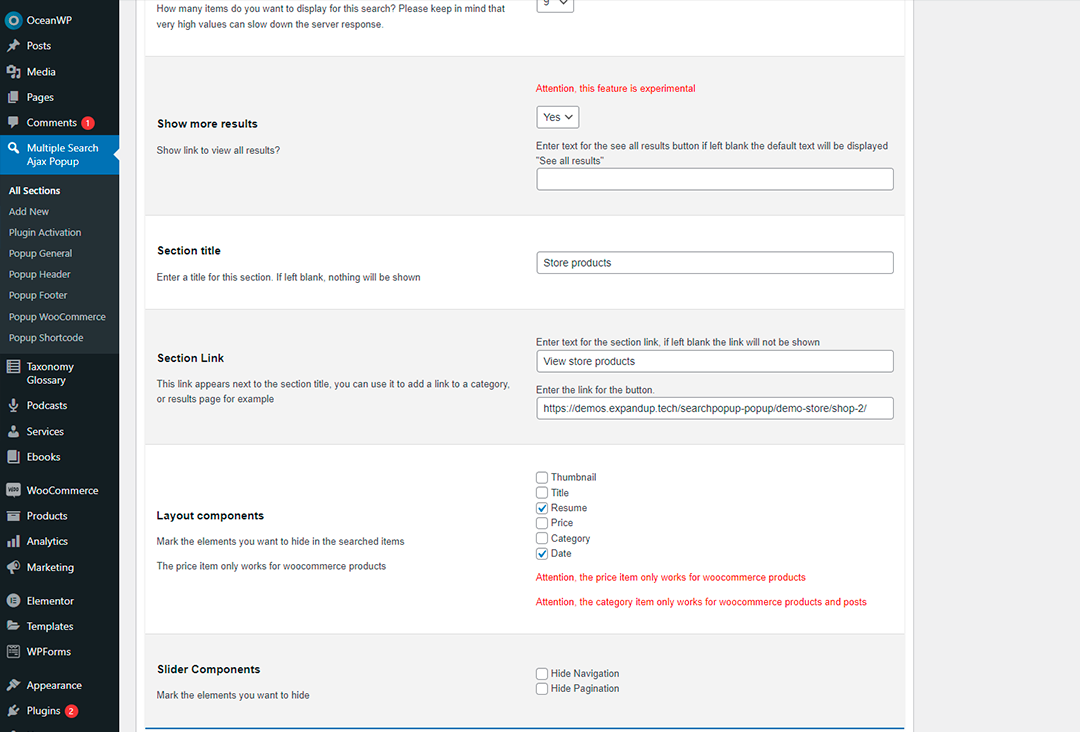 OceanWP
Posts
Media
Pages
Comments 1
Multiple Search
Ajax Popup
All Sections
Add New
Plugin Activation
Popup General
Popup Header
Popup Footer
Popup WooCommerce
Popup Shortcode
Taxonomy
Glossary
Podcasts
Services
Ebooks
WooCommerce
Products
Analytics
Marketing
Elementor
Templates
WPForms
Appearance
Plugins 2
How many items do you want to display for this search? Please keep in mind that
very high values can slow down the server response.
9
Show more results
Show link to view all results?
Attention, this feature is experimental
Yes
Enter text for the see all results button if left blank the default text will be displayed
"See all results"
Section title
Enter a title for this section. If left blank, nothing will be shown
Store products
Section Link
This link appears next to the section title, you can use it to add a link to a category,
or results page for example
Enter text for the section link, if left blank the link will not be shown
View store products
Enter the link for the button.
https://demos.expandup.tech/searchpopup-popup/demo-store/shop-2/
Layout components
Mark the elements you want to hide in the searched items
The price item only works for woocommerce products
Thumbnail
Title
Resume
Price
Category
Date
Attention, the price item only works for woocommerce products
Attention, the category item only works for woocommerce products and posts
Slider Components
Mark the elements you want to hide
Hide Navigation
Hide Pagination